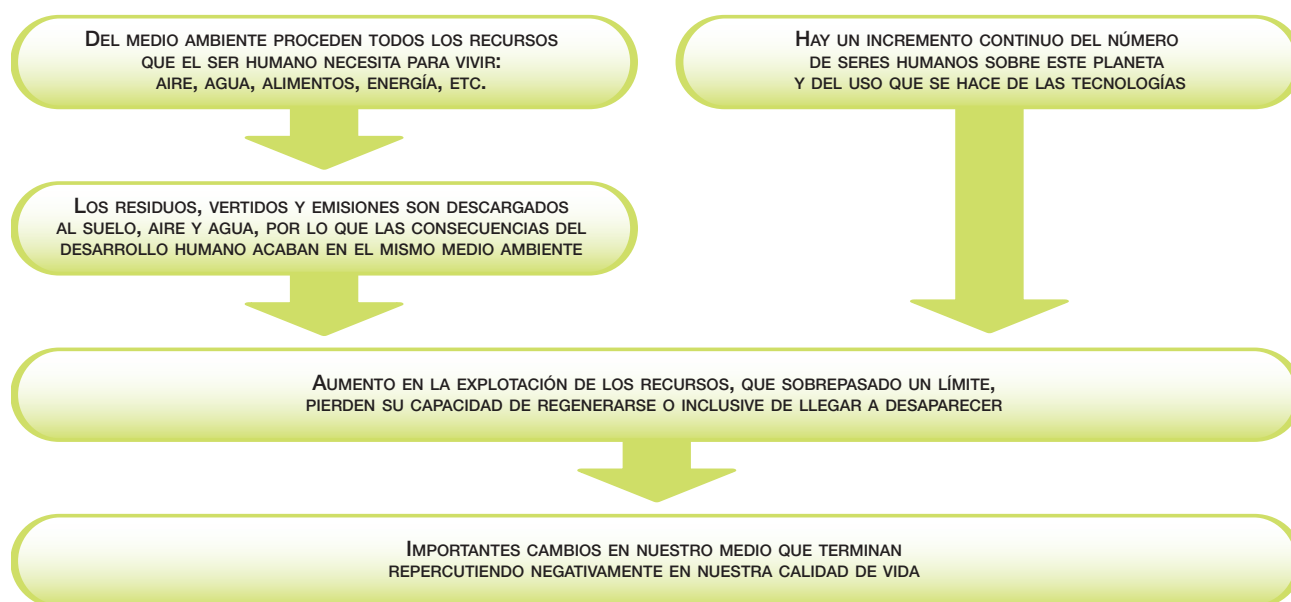 Del medio ambiente proceden todos los recursos
que el ser humano necesita para vivir:
aire, agua, alimentos, energía, etc.
Hay un incremento continuo del número
de seres humanos sobre este planeta
y del uso que se hace de las tecnologías
Los residuos, vertidos y emisiones son descargados
al suelo, aire y agua, por lo que las consecuencias del
desarrollo humano acaban en el mismo medio ambiente
Aumento en la explotación de los recursos, que sobrepasado un límite,
pierden su capacidad de regenerarse o inclusive de llegar a desaparecer
Importantes cambios en nuestro medio que terminan
repercutiendo negativamente en nuestra calidad de vida